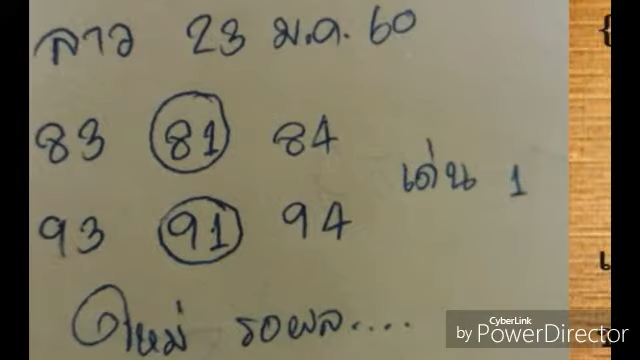 ลาว 23 ม.ค. 60
83 81 84
เด่น 1
93 91 94
ใหม่ รอผล....
CyberLink
by PowerDirector